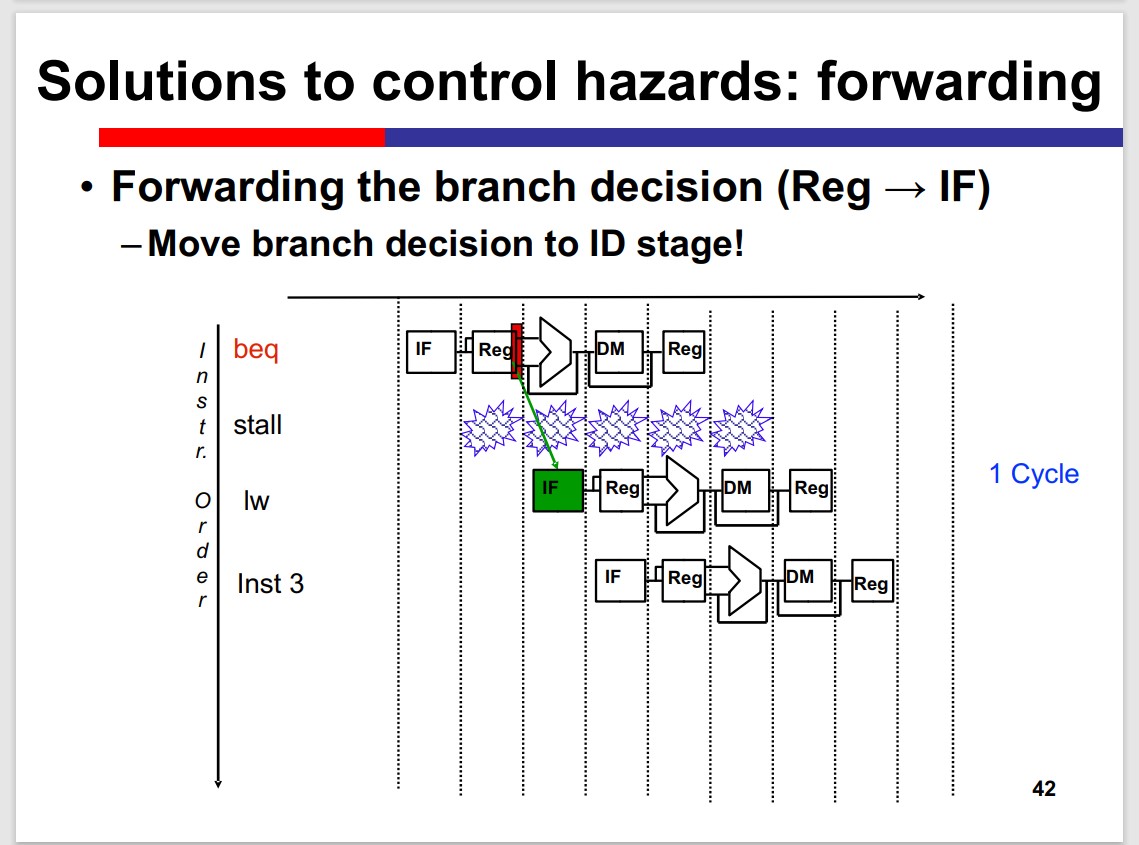 Solutions to control hazards: forwarding
• Forwarding the branch decision (Reg → IF)
– Move branch decision to ID stage!
Instr. Order
beq
IF Reg DM Reg
stall
lw
IF Reg DM Reg
1 Cycle
Inst 3
IF Reg DM Reg
42